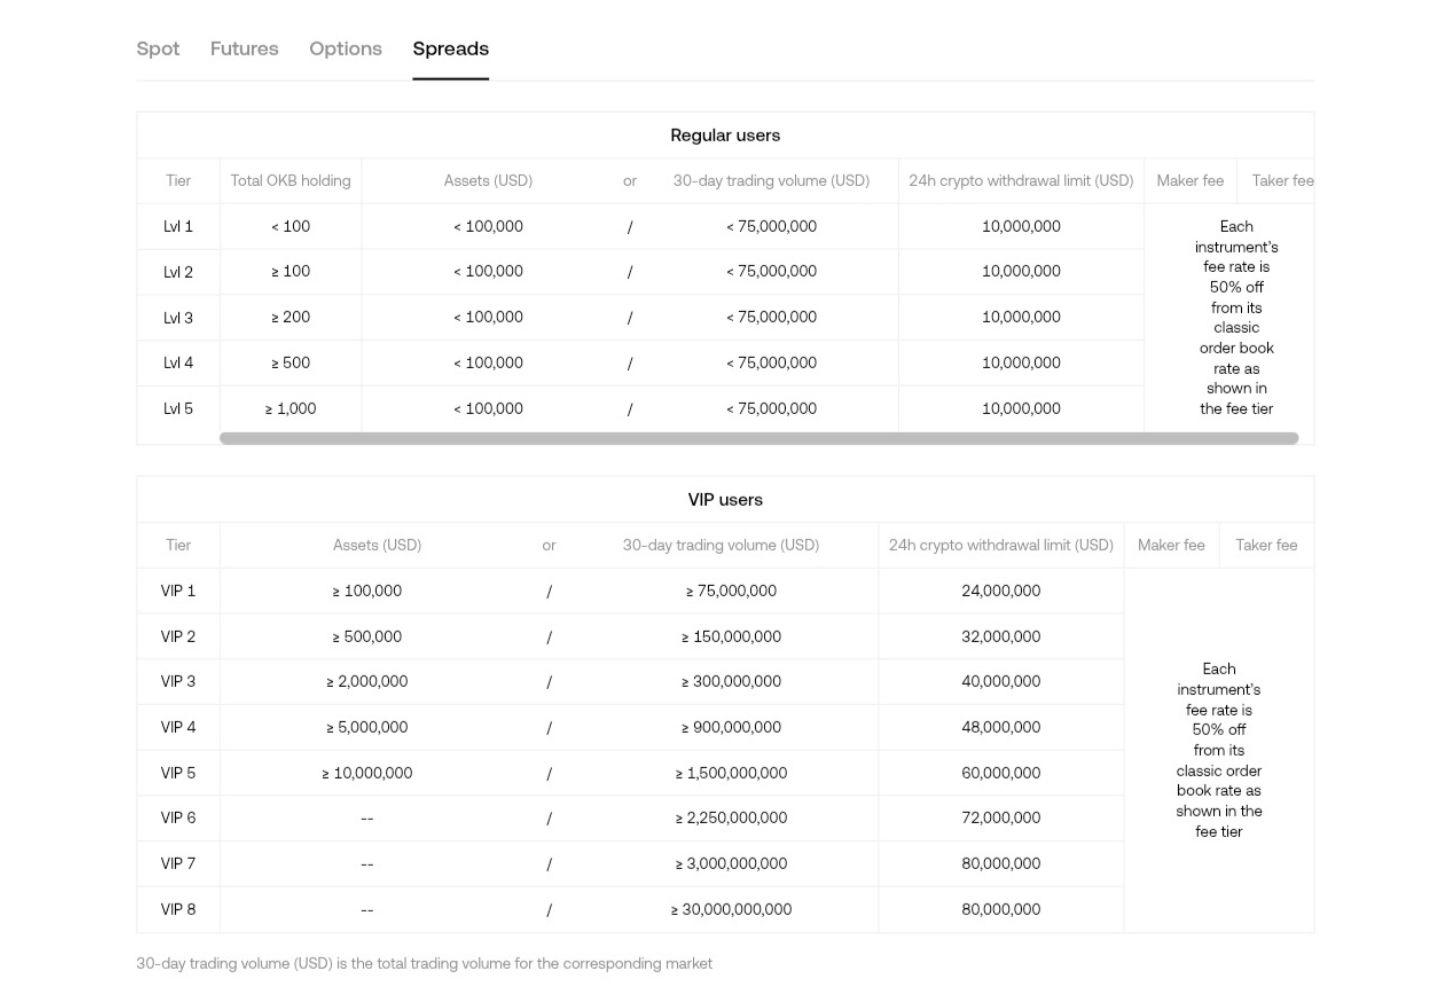 Spot Futures Options Spreads
Regular users
Tier Total OKB holding Assets (USD) or 30-day trading volume (USD) 24h crypto withdrawal limit (USD) Maker fee Taker fee
Lvl 1 < 100 < 100,000 / < 75,000,000 10,000,000
Lvl 2 ≥ 100 < 100,000 / < 75,000,000 10,000,000
Lvl 3 ≥ 200 < 100,000 / < 75,000,000 10,000,000
Lvl 4 ≥ 500 < 100,000 / < 75,000,000 10,000,000
Lvl 5 ≥ 1,000 < 100,000 / < 75,000,000 10,000,000
Each
instrument's
fee rate is
50% off
from its
classic
order book
rate as
shown in
the fee tier
VIP users
Tier Assets (USD) or 30-day trading volume (USD) 24h crypto withdrawal limit (USD) Maker fee Taker fee
VIP 1 ≥ 100,000 / ≥ 75,000,000 24,000,000
VIP 2 ≥ 500,000 / ≥ 150,000,000 32,000,000
VIP 3 ≥ 2,000,000 / ≥ 300,000,000 40,000,000
VIP 4 ≥ 5,000,000 / ≥ 900,000,000 48,000,000
VIP 5 ≥ 10,000,000 / ≥ 1,500,000,000 60,000,000
VIP 6 -- / ≥ 2,250,000,000 72,000,000
VIP 7 -- / ≥ 3,000,000,000 80,000,000
VIP 8 -- / ≥ 30,000,000,000 80,000,000
Each
instrument's
fee rate is
50% off
from its
classic order
book rate as
shown in the
fee tier
30-day trading volume (USD) is the total trading volume for the corresponding market